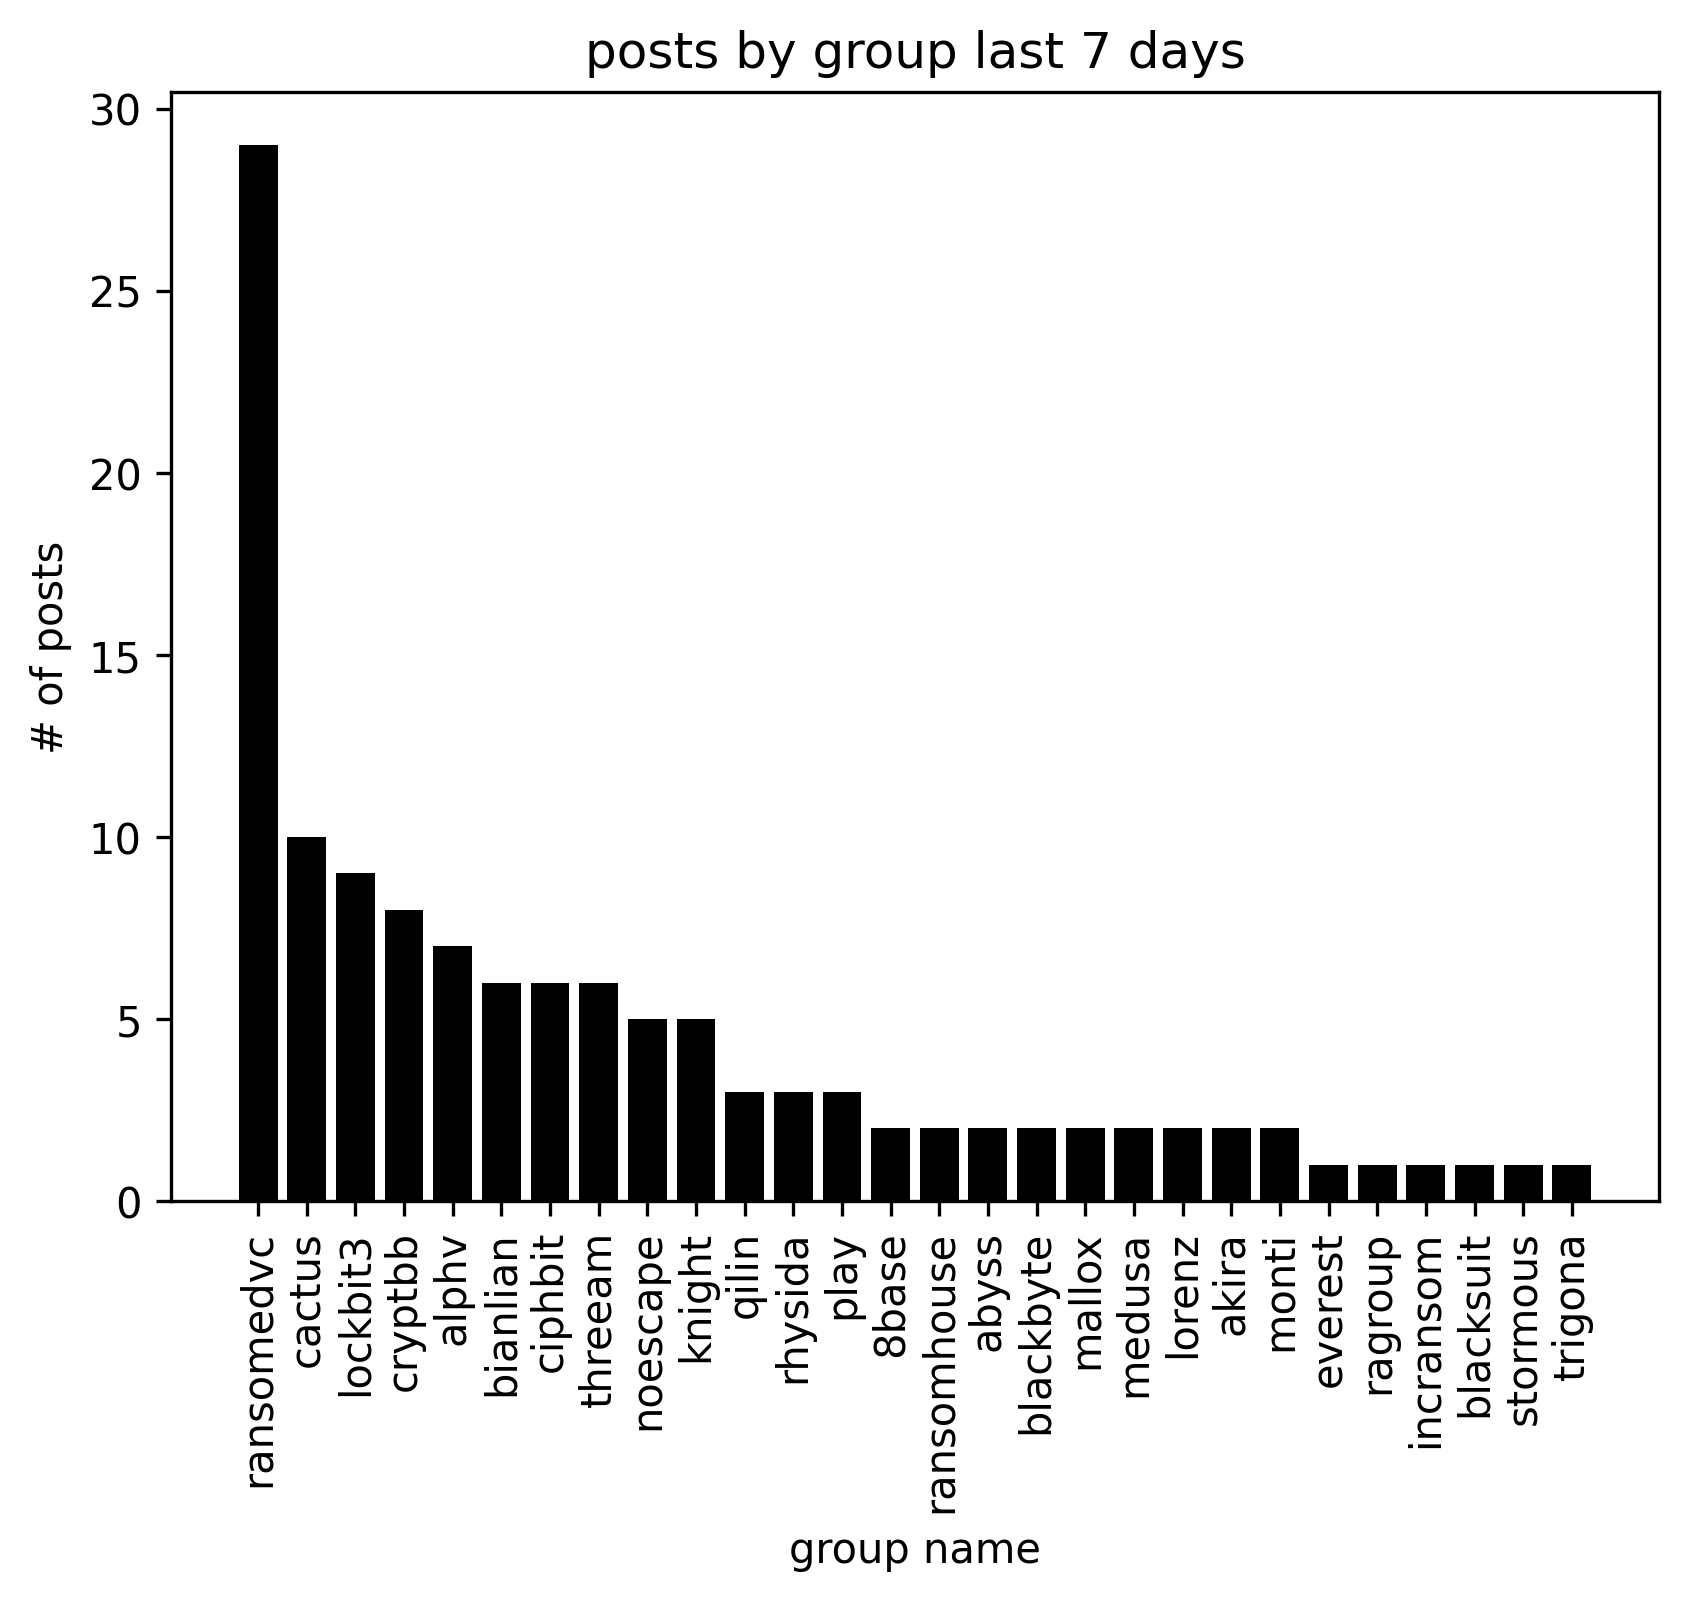 posts by group last 7 days
30
25
20
15
10
5
0
# of posts
ransomedvc
cactus
lockbit3
cryptbb
alphv
bianlian
ciphbit
threeam
noescape
knight
qilin
rhysida
play
8base
ransomhouse
abyss
blackbyte
mallox
medusa
lorenz
akira
monti
everest
ragroup
incransom
blacksuit
stormous
trigona
group name